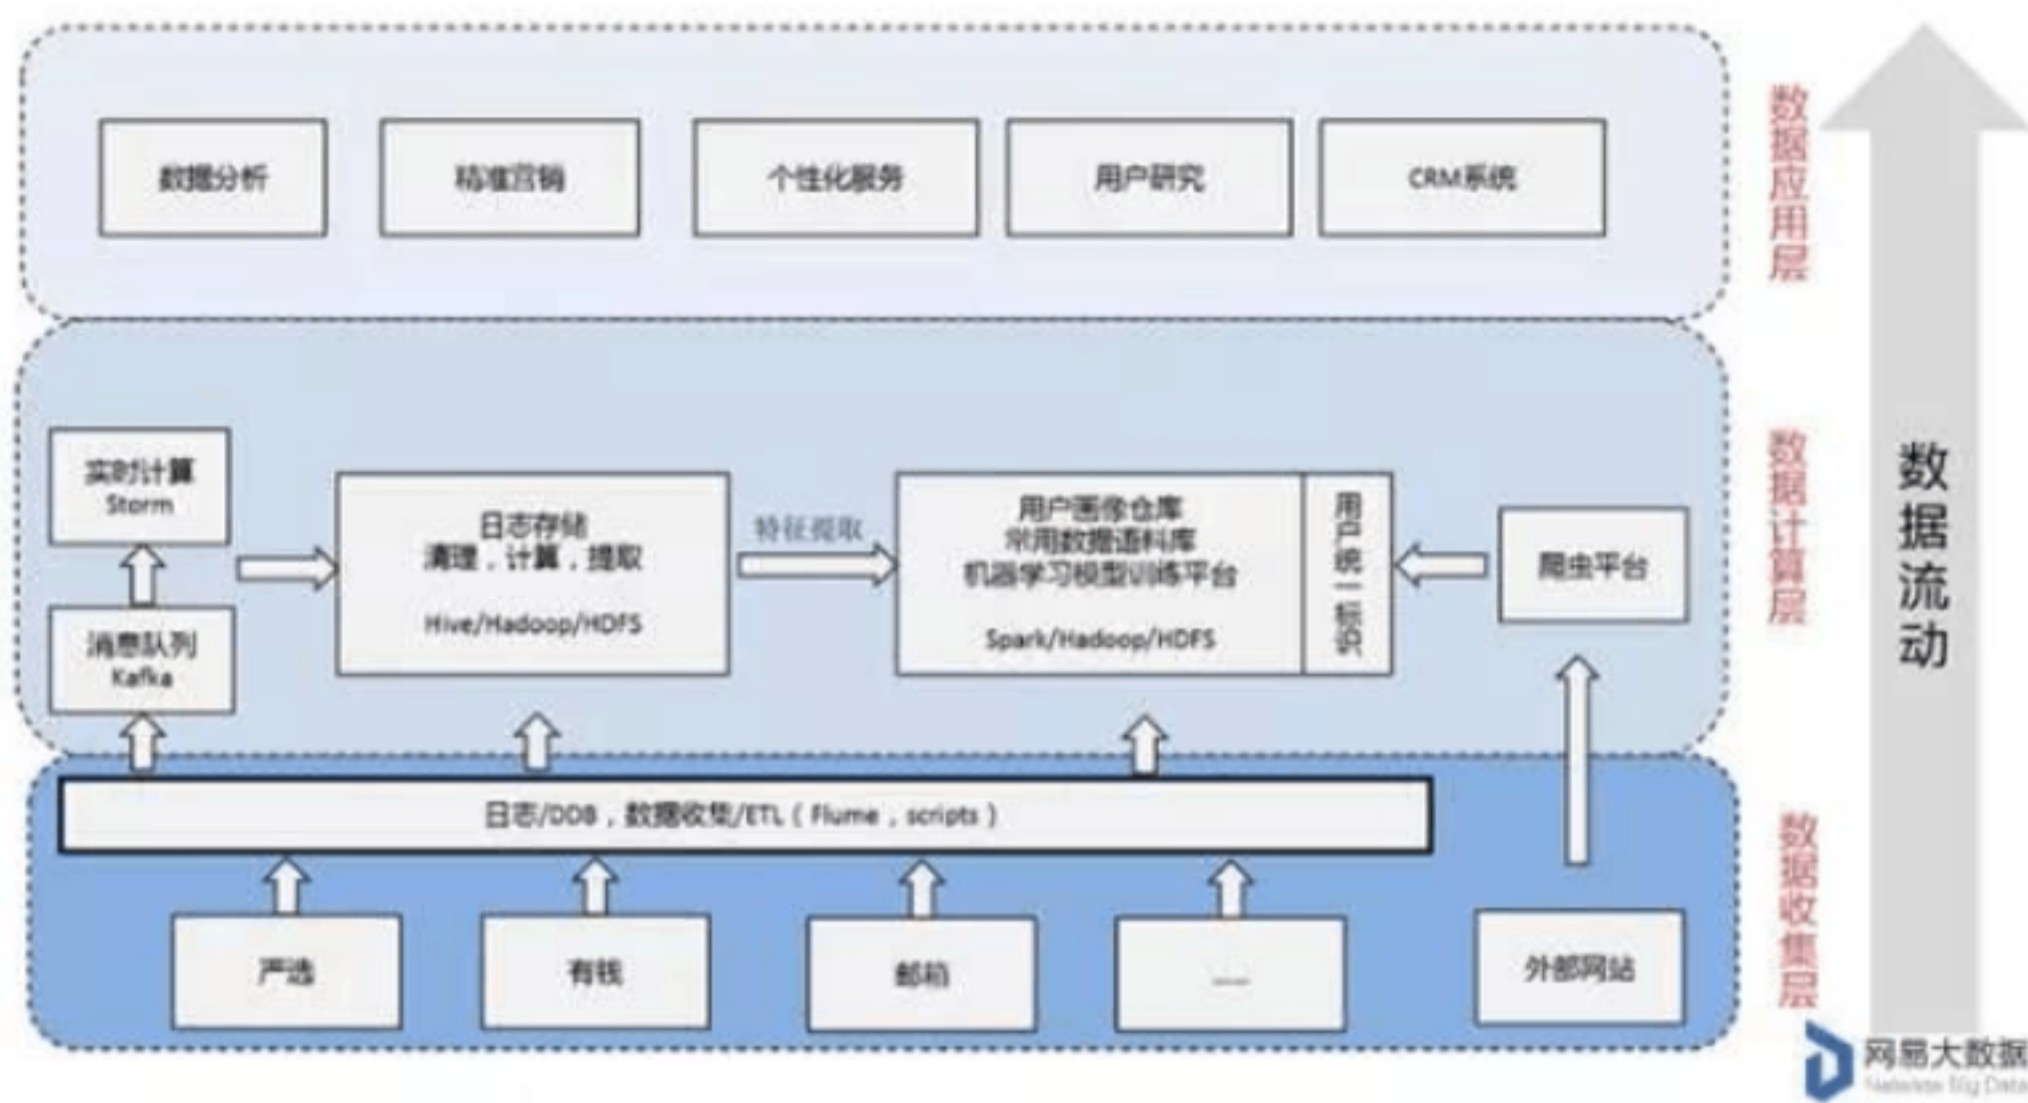 数据分析
精准营销
个性化服务
用户研究
CRM系统
数据应用层
实时计算
Storm
消息队列
Kafka
日志存储
清理，计算，提取
Hive/Hadoop/HDFS
特征提取
用户画像仓库
常用数据语料库
机器学习模型训练平台
Spark/Hadoop/HDFS
用户统一标识
爬虫平台
数据计算层
数据流动
日志/DDB，数据收集/ETL（Flume，scripts）
严选
有钱
邮箱
……
外部网站
数据收集层
网易大数据
Netease Big Data